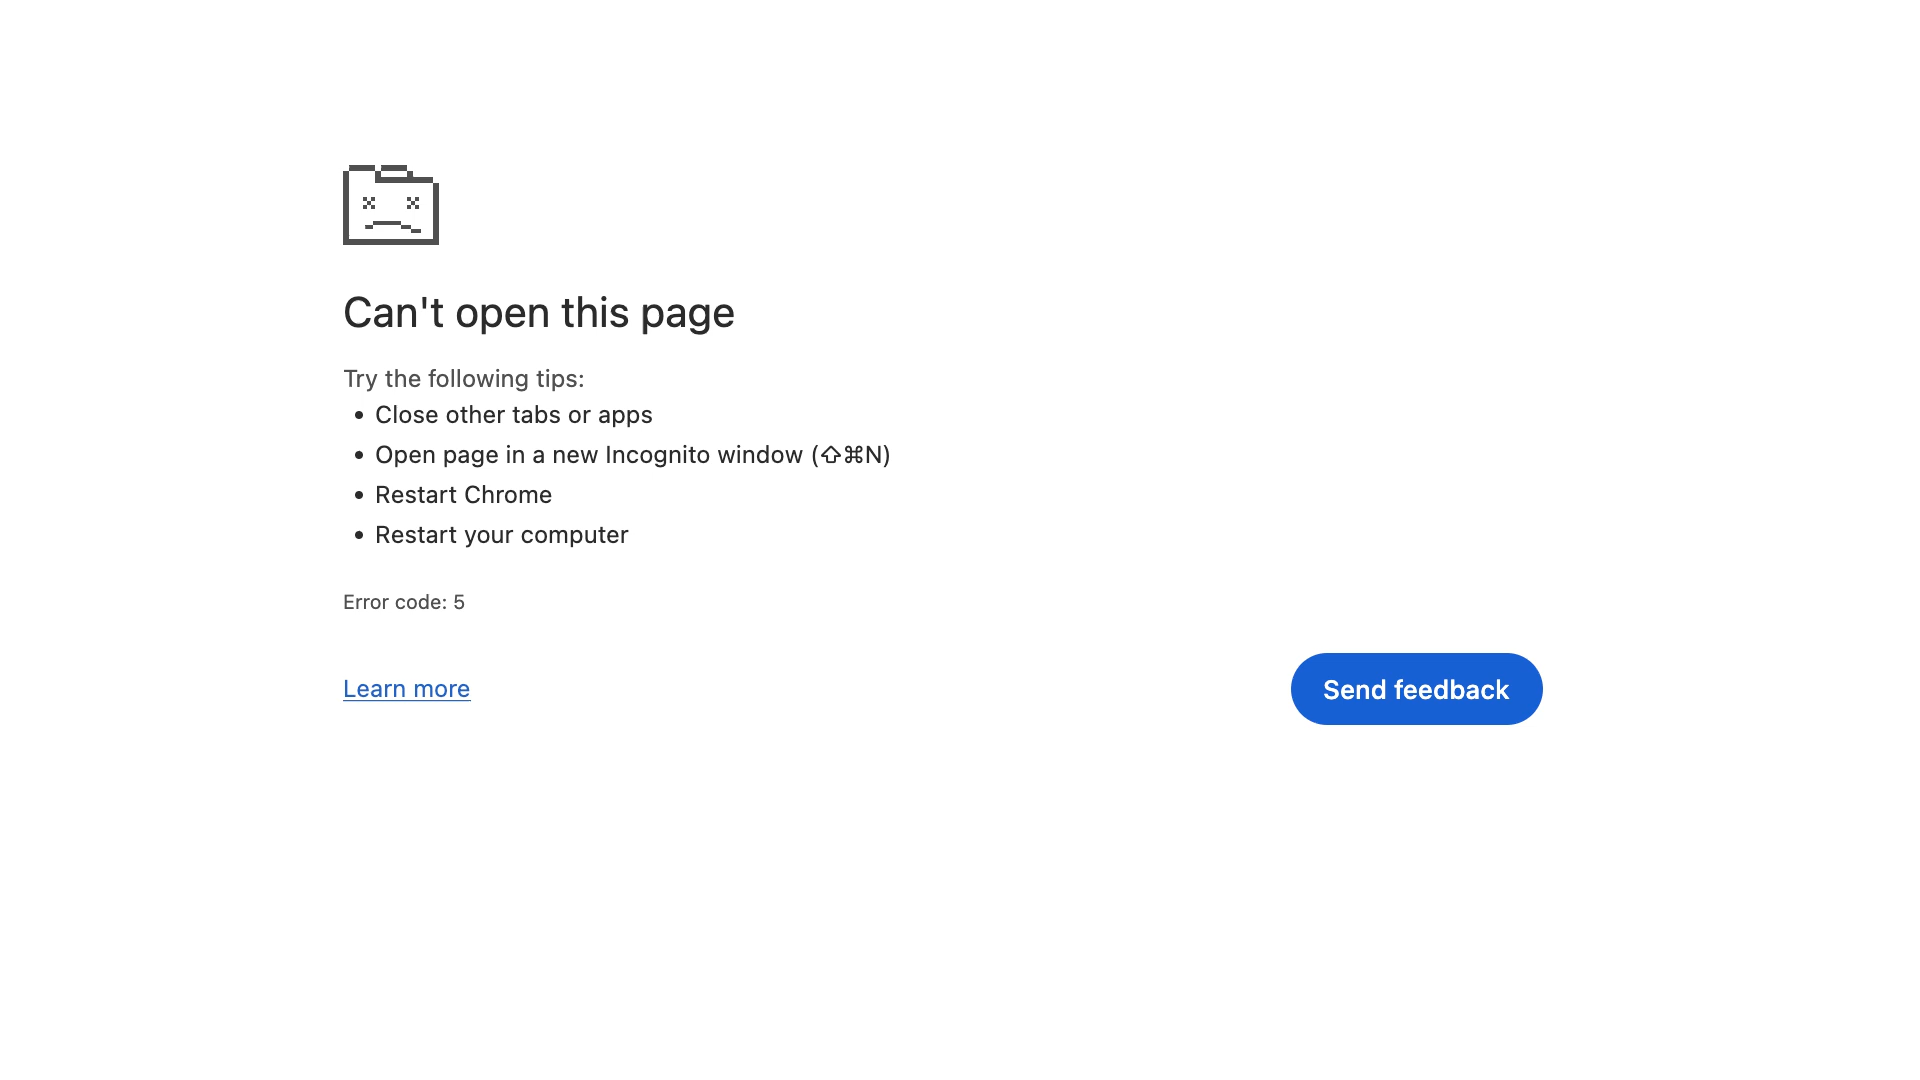 Can't open this page
Try the following tips:
• Close other tabs or apps
• Open page in a new Incognito window (⇧⌘N)
• Restart Chrome
• Restart your computer
Error code: 5
Learn more
Send feedback